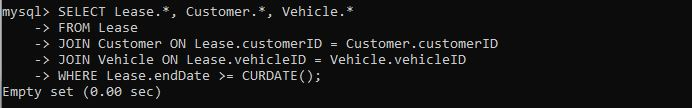 mysql> SELECT Lease.*, Customer.*, Vehicle.*
-> FROM Lease
-> JOIN Customer ON Lease.customerID = Customer.customerID
-> JOIN Vehicle ON Lease.vehicleID = Vehicle.vehicleID
-> WHERE Lease.endDate >= CURDATE();
Empty set (0.00 sec)